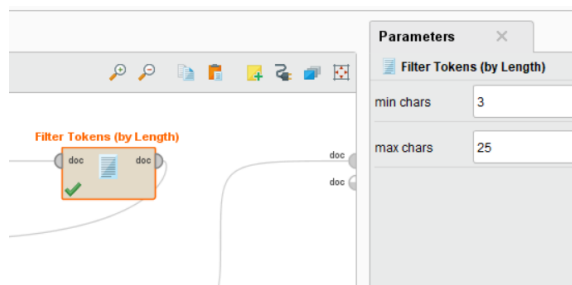 Parameters
Filter Tokens (by Length)
min chars 3
max chars 25
Filter Tokens (by Length)
doc doc
doc
doc